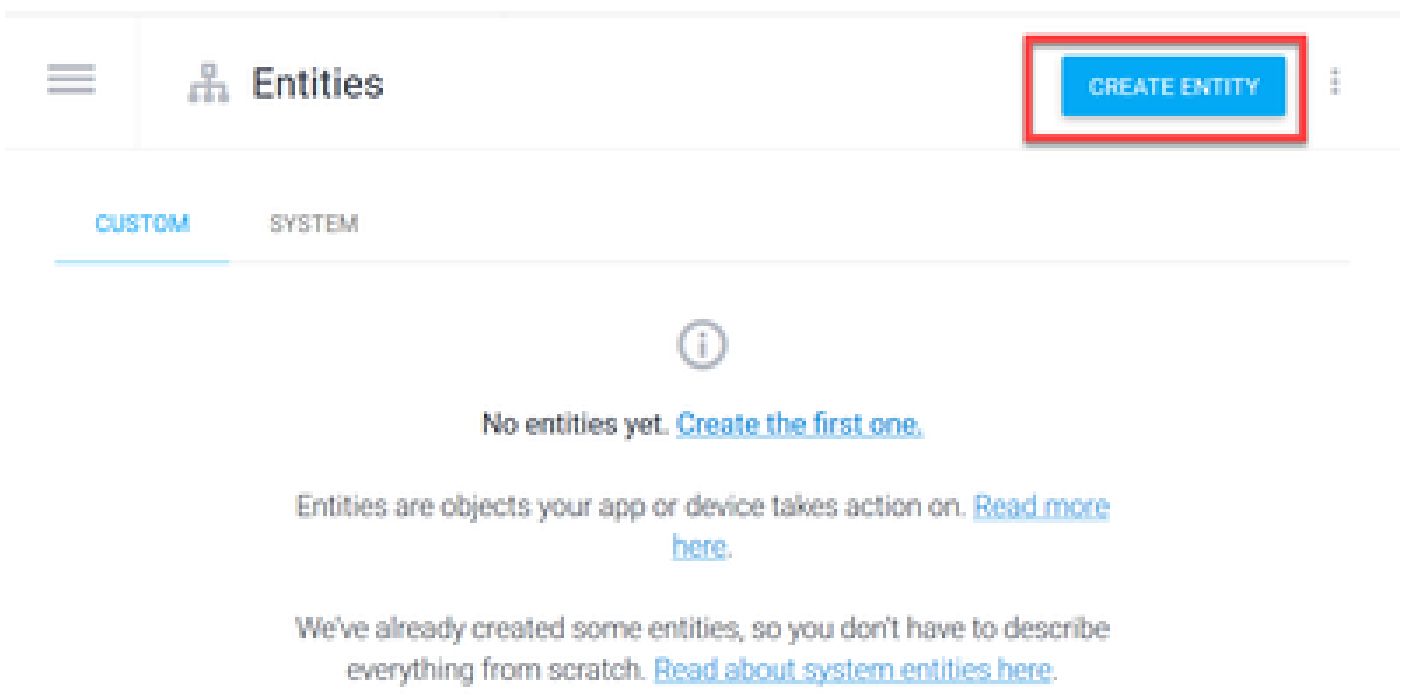 Entities
CREATE ENTITY
CUSTOM
SYSTEM
No entities yet. Create the first one.
Entities are objects your app or device takes action on. Read more
here.
We've already created some entities, so you don't have to describe
everything from scratch. Read about system entities here.